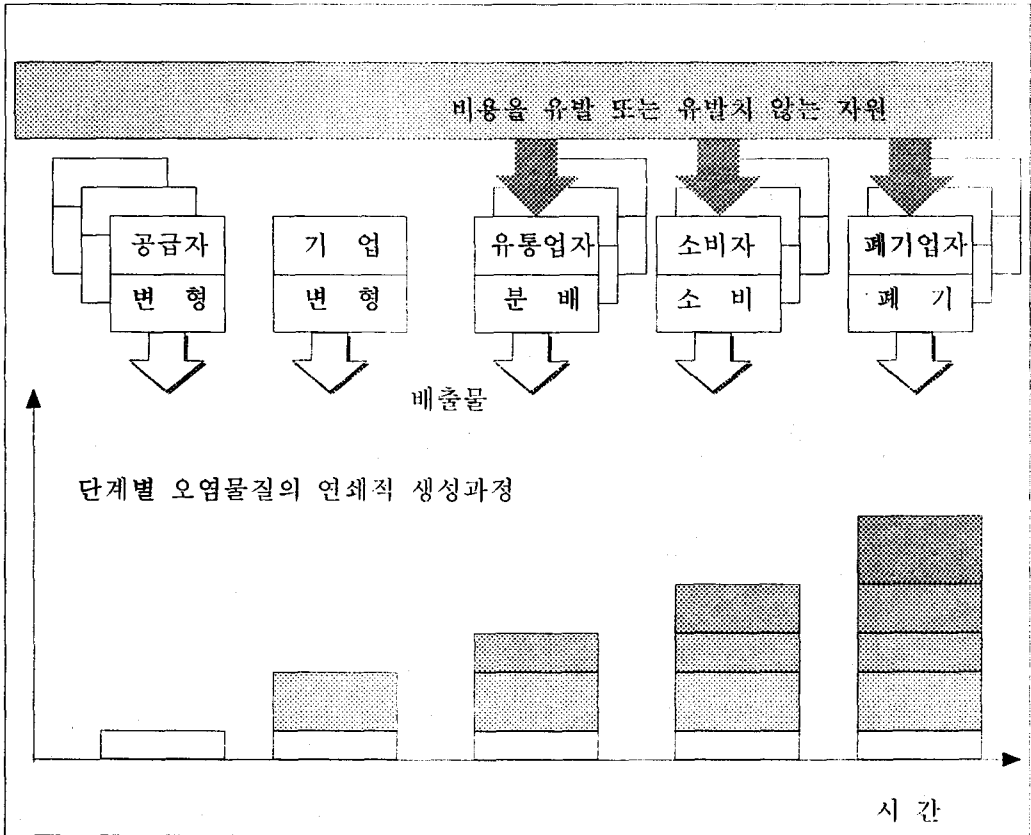 비용을 유발 또는 유발치 않는 자원
공급자 기 업 유통업자 소비자 폐기업자
변 형 변 형 분 배 소 비 폐 기
배출물
단계별 오염물질의 연쇄적 생성과정
시 간